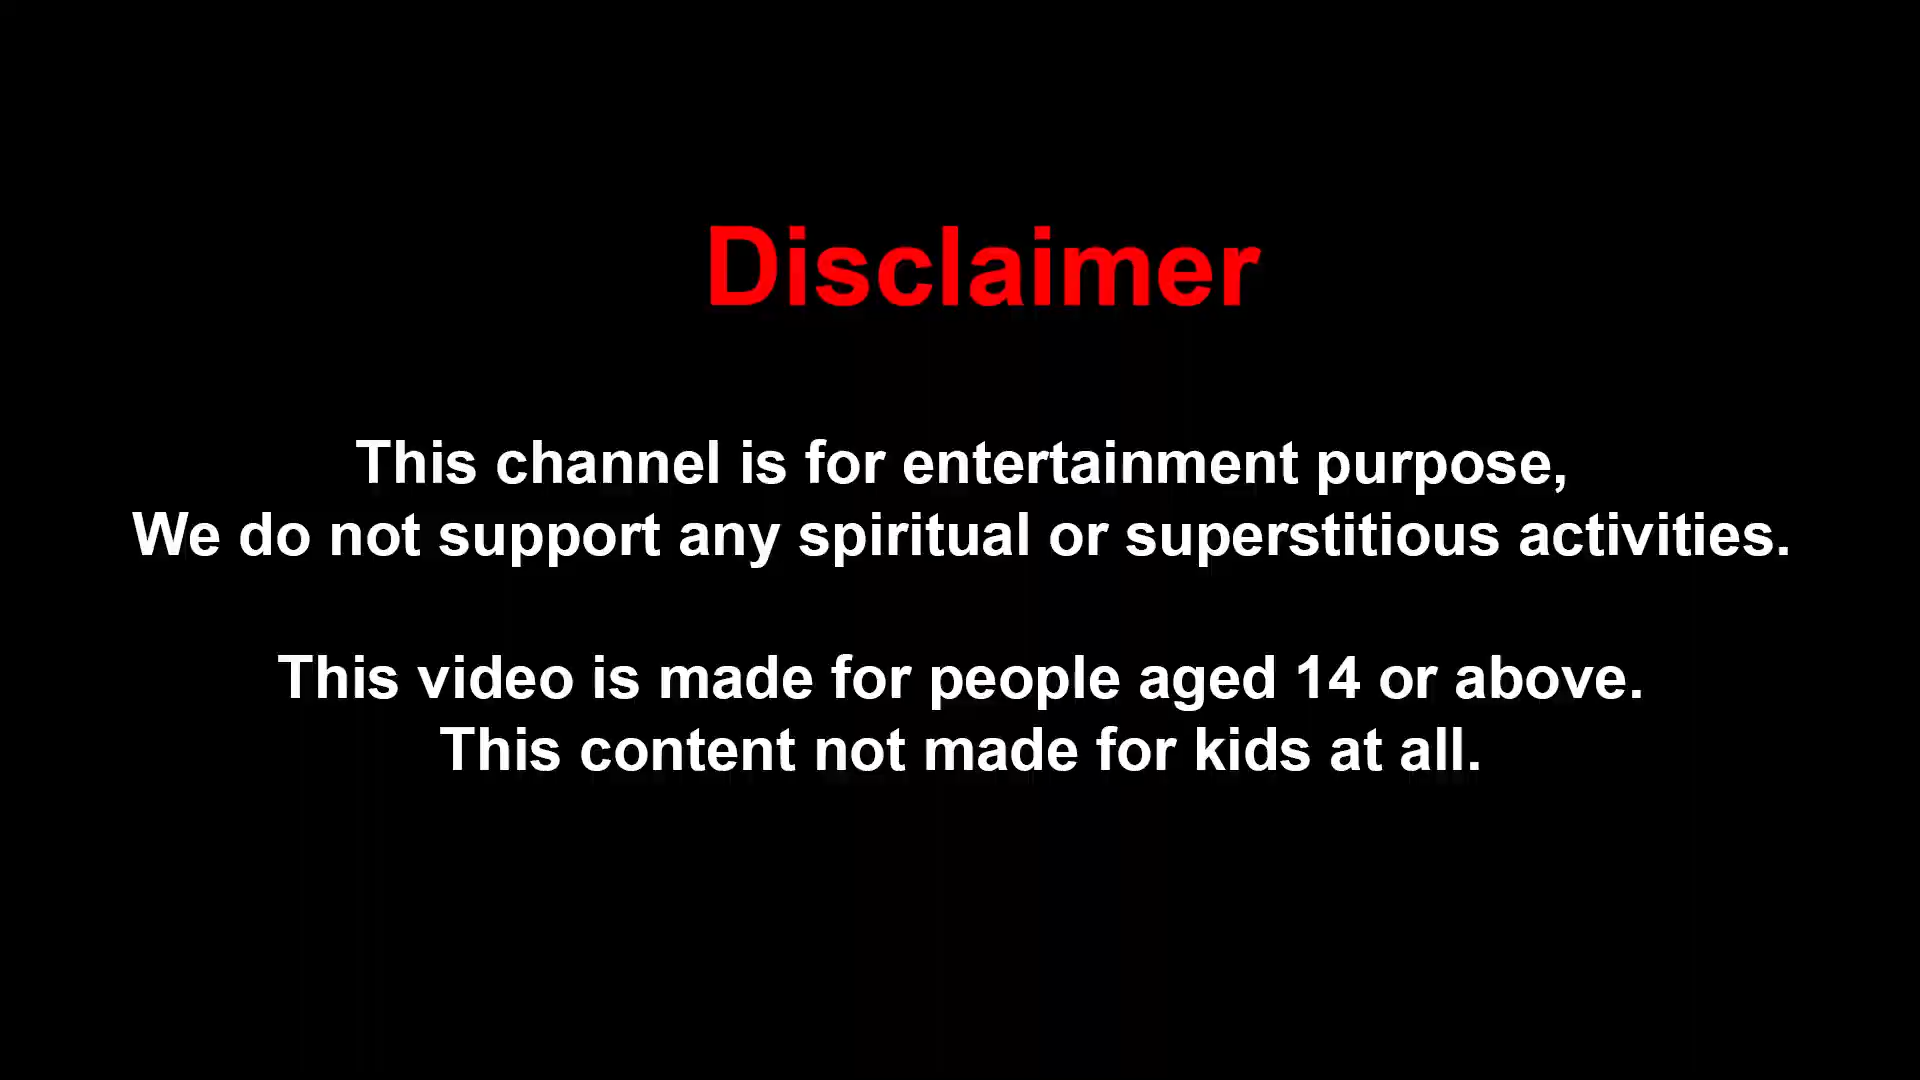 Disclaimer
This channel is for entertainment purpose,
We do not support any spiritual or superstitious activities.
This video is made for people aged 14 or above.
This content not made for kids at all.